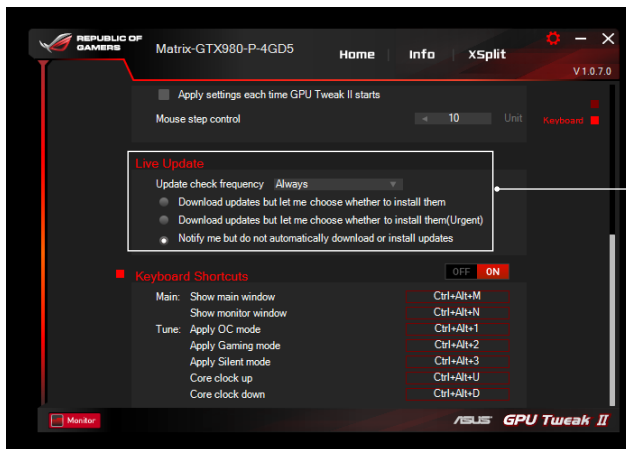 REPUBLIC OF
GAMERS
Matrix-GTX980-P-4GD5
Home
Info
XSplit
V1.0.7.0
Apply settings each time GPU Tweak II starts
Mouse step control
10
Unit
Keyboard
Live Update
Update check frequency Always
Download updates but let me choose whether to install them
Download updates but let me choose whether to install them(Urgent)
Notify me but do not automatically download or install updates
Keyboard Shortcuts
OFF ON
Main: Show main window Ctrl+Alt+M
Show monitor window Ctrl+Alt+N
Tune: Apply OC mode Ctrl+Alt+1
Apply Gaming mode Ctrl+Alt+2
Apply Silent mode Ctrl+Alt+3
Core clock up Ctrl+Alt+U
Core clock down Ctrl+Alt+D
Monitor
ASUS GPU Tweak II